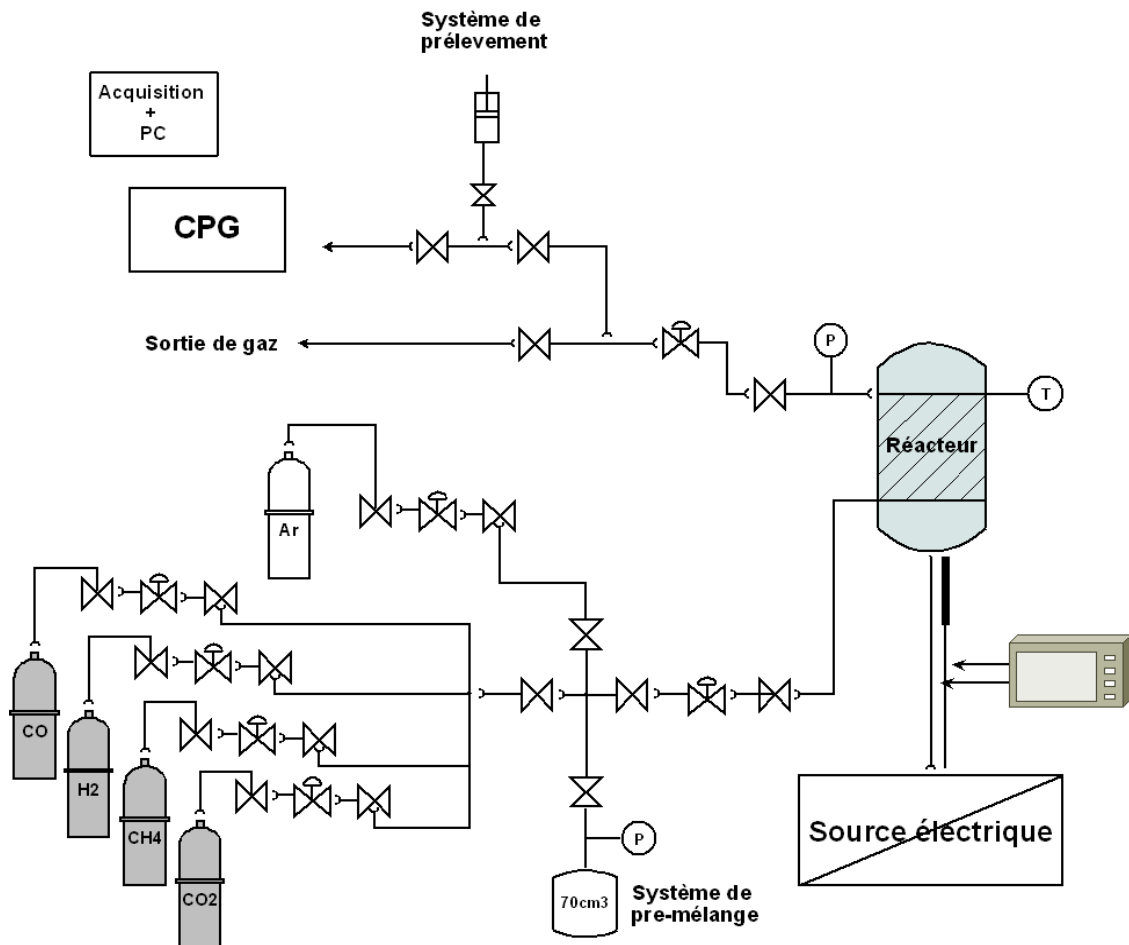 Système de
prélevement
Acquisition
+
PC
CPG
Sortie de gaz
P
T
Réacteur
Ar
CO
H2
CH4
CO2
Source électrique
P
70cm3
Système de
pre-mélange